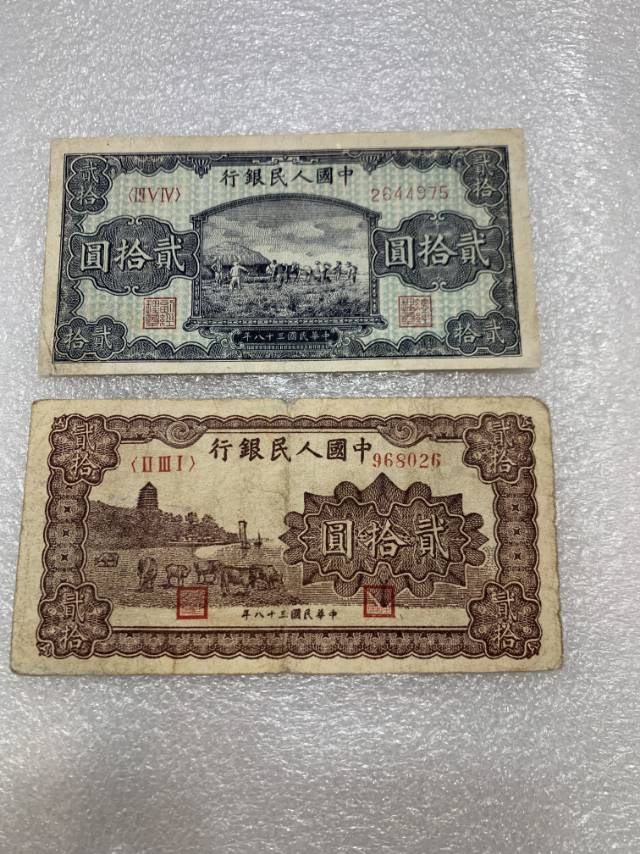 中國人民銀行
2644975
貳拾
貳拾
貳拾圓
貳拾圓
中華民國三十八年
貳拾
貳拾
中國人民銀行
〈II III I〉
968026
貳拾
貳拾
貳拾圓
中華民國三十八年
貳拾
貳拾